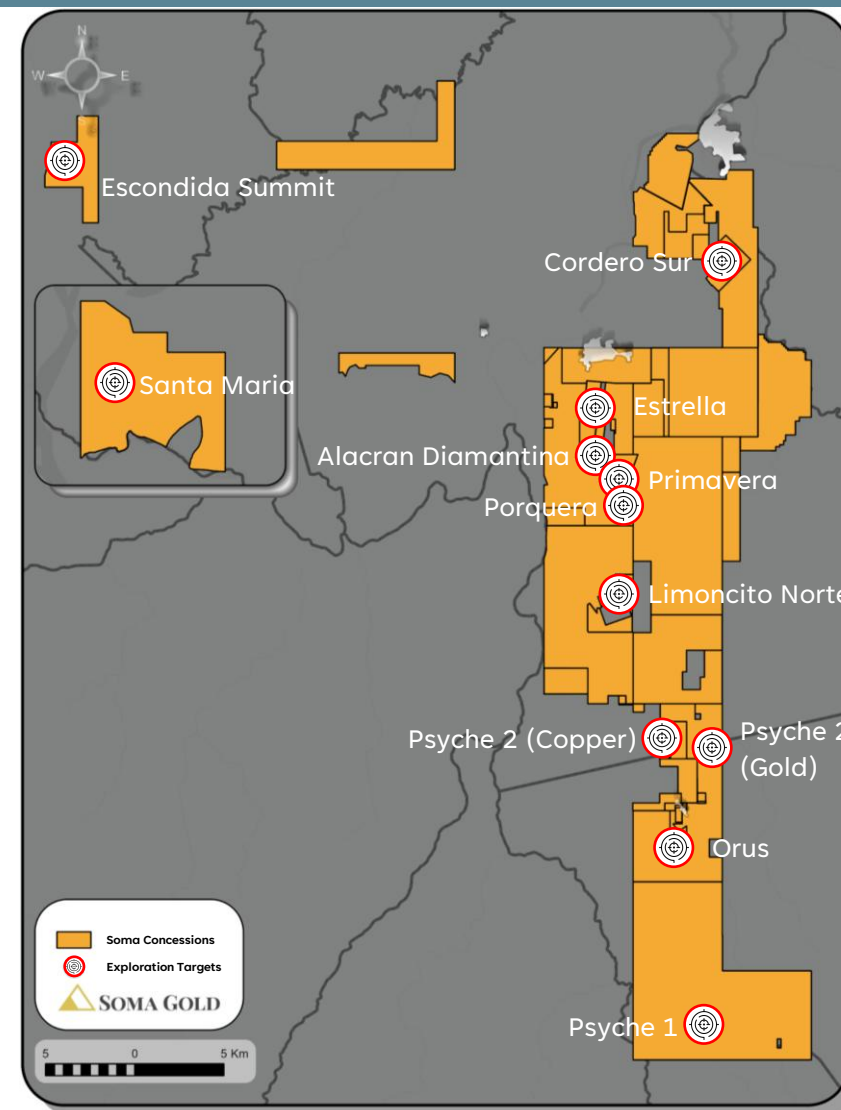 N
W
E
S
Escondida Summit
Cordero Sur
Santa Maria
Estrella
Alacran Diamantina
Primavera
Porquera
Limoncito Norte
Psyche 2 (Copper)
Psyche 2
(Gold)
Orus
Psyche 1
Soma Concessions
Exploration Targets
SOMA GOLD
5 0 5 Km